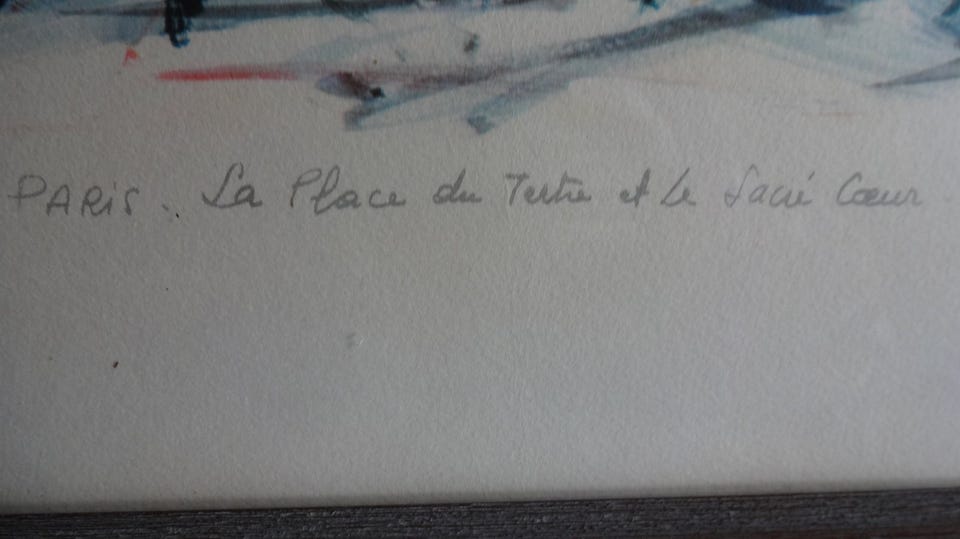 PARIS. La Place du Tertre et Le Sacré Cœur.